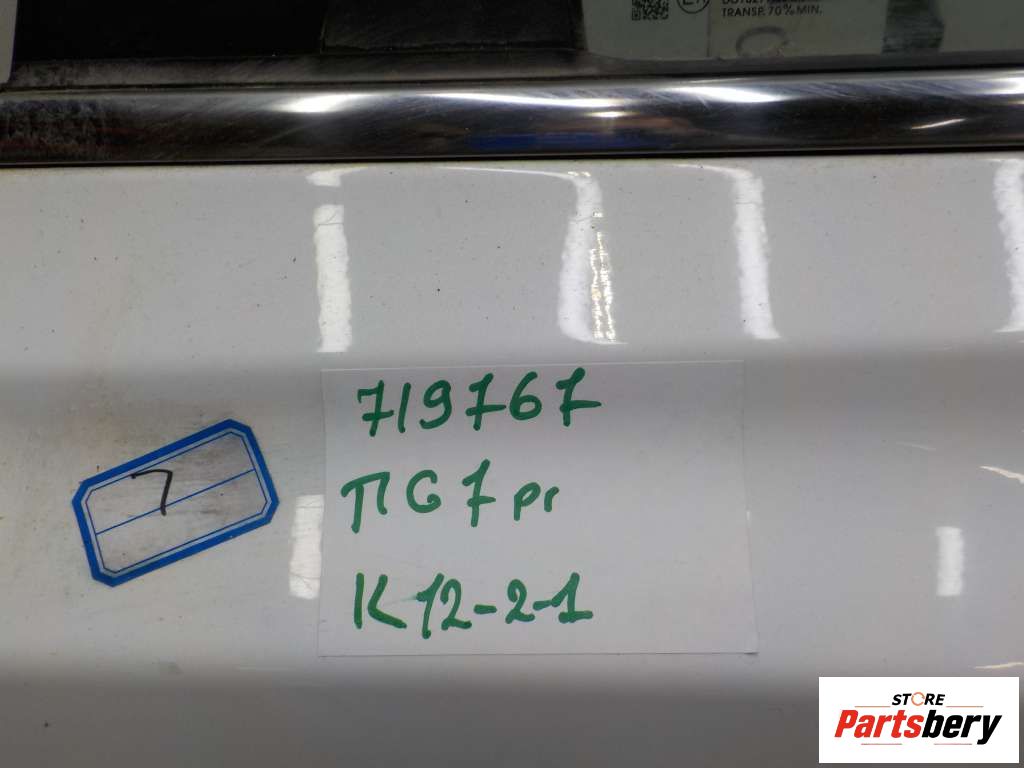 TRANSP. 70% MIN.
719767
ПG7pr
K12-2-1
7
STORE
Partsbery